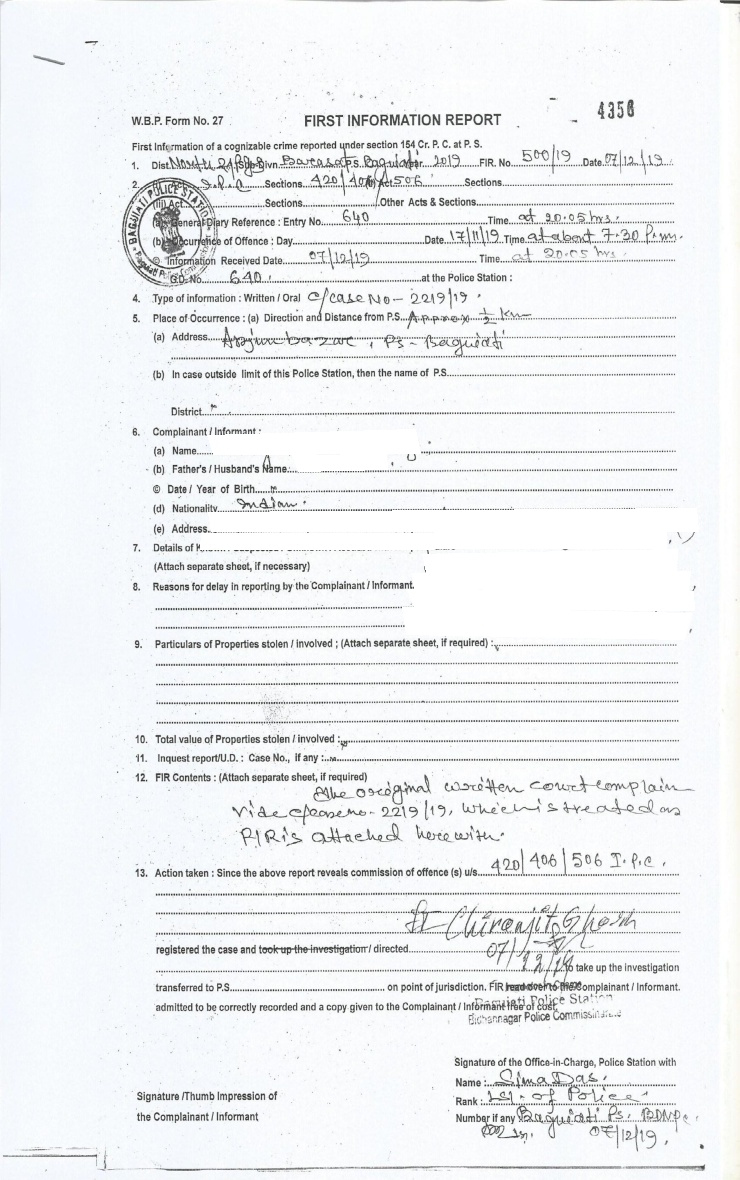 4356
W.B.P. Form No. 27 FIRST INFORMATION REPORT
First Information of a cognizable crime reported under section 154 Cr. P. C. at P. S.
1. Dist. North 24 Pgs Sub-Divn. Barasat P.S. Baguiati 2019 FIR. No. 500/19 Date 07/12/19
2. I.P.C Sections 420/406/506 Sections
(iii) Act Sections Other Acts & Sections
General Diary Reference : Entry No. 640 Time at 20.05 hrs.
(b) Occurrence of Offence : Day Date 17/11/19 Time at about 7.30 P.m.
© Information Received Date 07/12/19 Time at 20.05 hrs
G.D. No. 640. at the Police Station :
BAGUIATI POLICE STATION
4. Type of information : Written / Oral C/case No - 2219/19.
5. Place of Occurrence : (a) Direction and Distance from P.S. Approx ½ km
(a) Address Arjunbazar, Ps- Baguiati
(b) In case outside limit of this Police Station, then the name of P.S.
District
6. Complainant / Informant :
(a) Name
(b) Father's / Husband's Name
© Date / Year of Birth
(d) Nationality Indian.
(e) Address
7. Details of
(Attach separate sheet, if necessary)
8. Reasons for delay in reporting by the Complainant / Informant.
9. Particulars of Properties stolen / involved ; (Attach separate sheet, if required) :
10. Total value of Properties stolen / involved :
11. Inquest report/U.D. : Case No., if any :
12. FIR Contents : (Attach separate sheet, if required)
The original written court complain
vide c/case no- 2219/19, which is treated as
FIR is attached herewith.
13. Action taken : Since the above report reveals commission of offence (s) u/s. 420/406/506 I.P.C.
SI Chiranjit Ghosh
registered the case and took up the investigation / directed
07/12/19 to take up the investigation
transferred to P.S. on point of jurisdiction. FIR read over to the Complainant / Informant.
admitted to be correctly recorded and a copy given to the Complainant / Informant free of cost.
Baguiati Police Station
Bidhannagar Police Commissionerate
Signature of the Office-in-Charge, Police Station with
Name : Sima Das.
Signature /Thumb Impression of Rank : of Police
the Complainant / Informant Number if any Baguiati Ps. BDNPC
07/12/19.